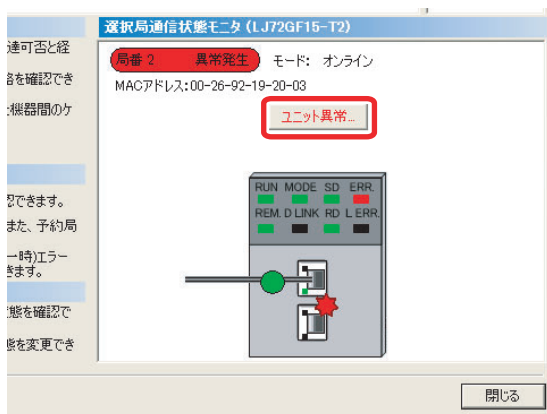 選択局通信状態モニタ(LJ72GF15-T2)
達可否と経
局番 2 異常発生 モード: オンライン
路を確認でき
MACアドレス:00-26-92-19-20-03
機器間のケ
ユニット異常...
RUN MODE SD ERR.
認できます。
REM. D LINK RD L ERR.
また、予約局
一時)エラー
きます。
態を確認で
態を変更でき
閉じる